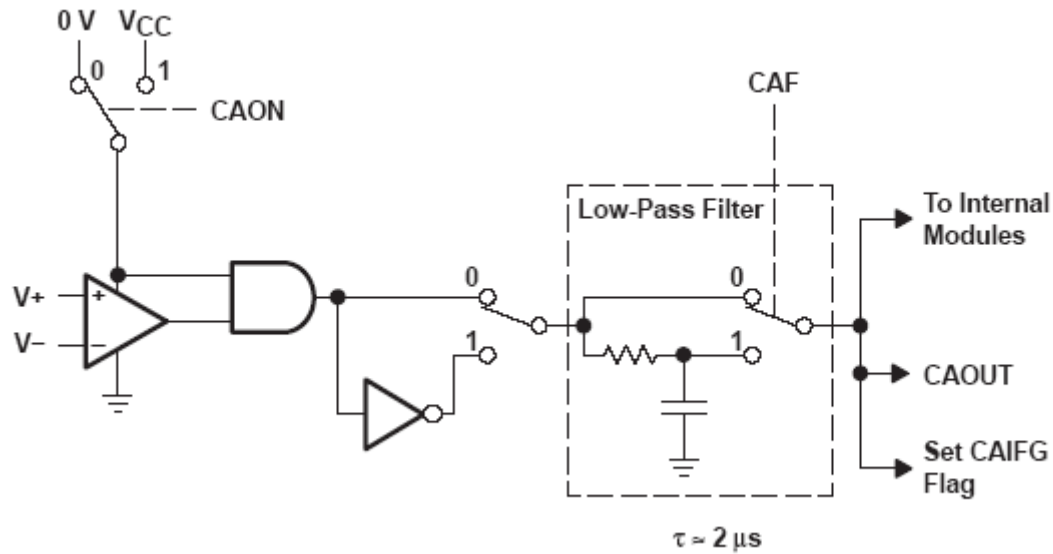 0 V
VCC
0
1
CAON
CAF
Low-Pass Filter
To Internal
Modules
0
0
V+
+
V−
−
1
1
CAOUT
Set CAIFG
Flag
τ ≈ 2 μs